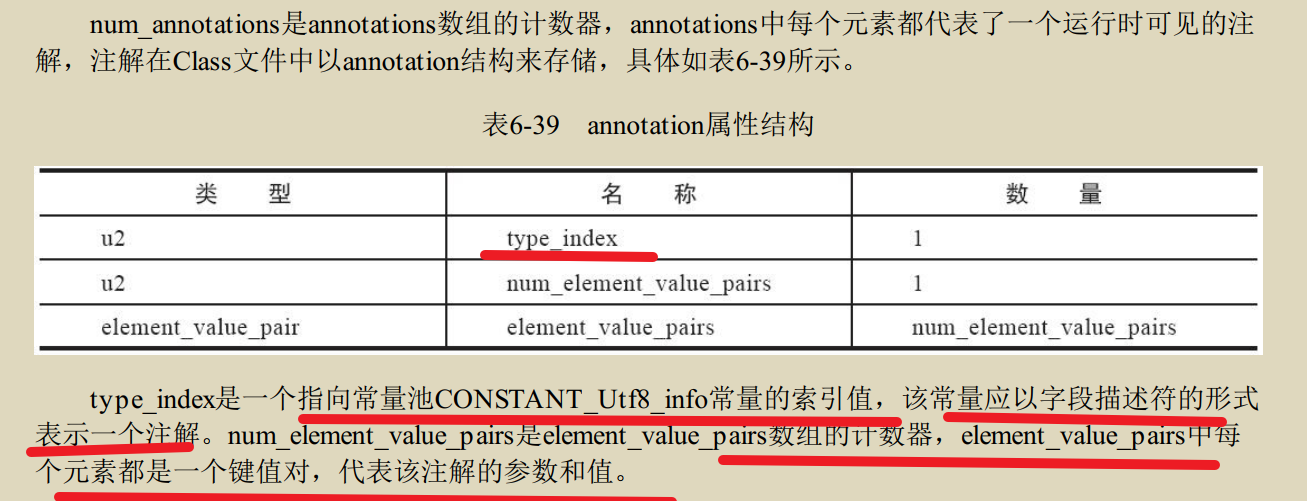 num_annotations是annotations数组的计数器，annotations中每个元素都代表了一个运行时可见的注
解，注解在Class文件中以annotation结构来存储，具体如表6-39所示。
表6-39 annotation属性结构
类 型 名 称 数 量
u2 type_index 1
u2 num_element_value_pairs 1
element_value_pair element_value_pairs num_element_value_pairs
type_index是一个指向常量池CONSTANT_Utf8_info常量的索引值，该常量应以字段描述符的形式
表示一个注解。num_element_value_pairs是element_value_pairs数组的计数器，element_value_pairs中每
个元素都是一个键值对，代表该注解的参数和值。